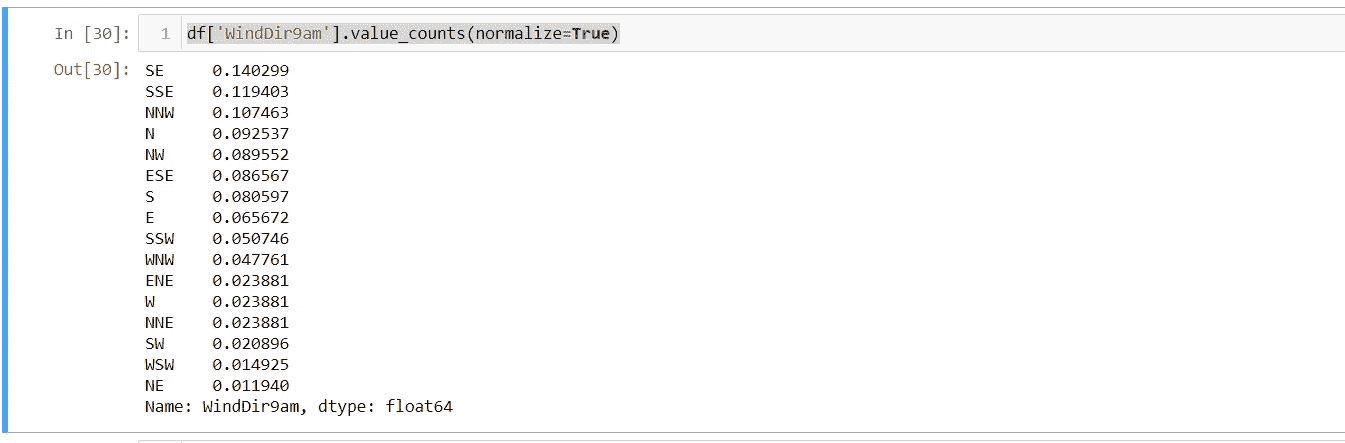 In [30]: 1 df['WindDir9am'].value_counts(normalize=True)
Out[30]: SE 0.140299
SSE 0.119403
NNW 0.107463
N 0.092537
NW 0.089552
ESE 0.086567
S 0.080597
E 0.065672
SSW 0.050746
WNW 0.047761
ENE 0.023881
W 0.023881
NNE 0.023881
SW 0.020896
WSW 0.014925
NE 0.011940
Name: WindDir9am, dtype: float64